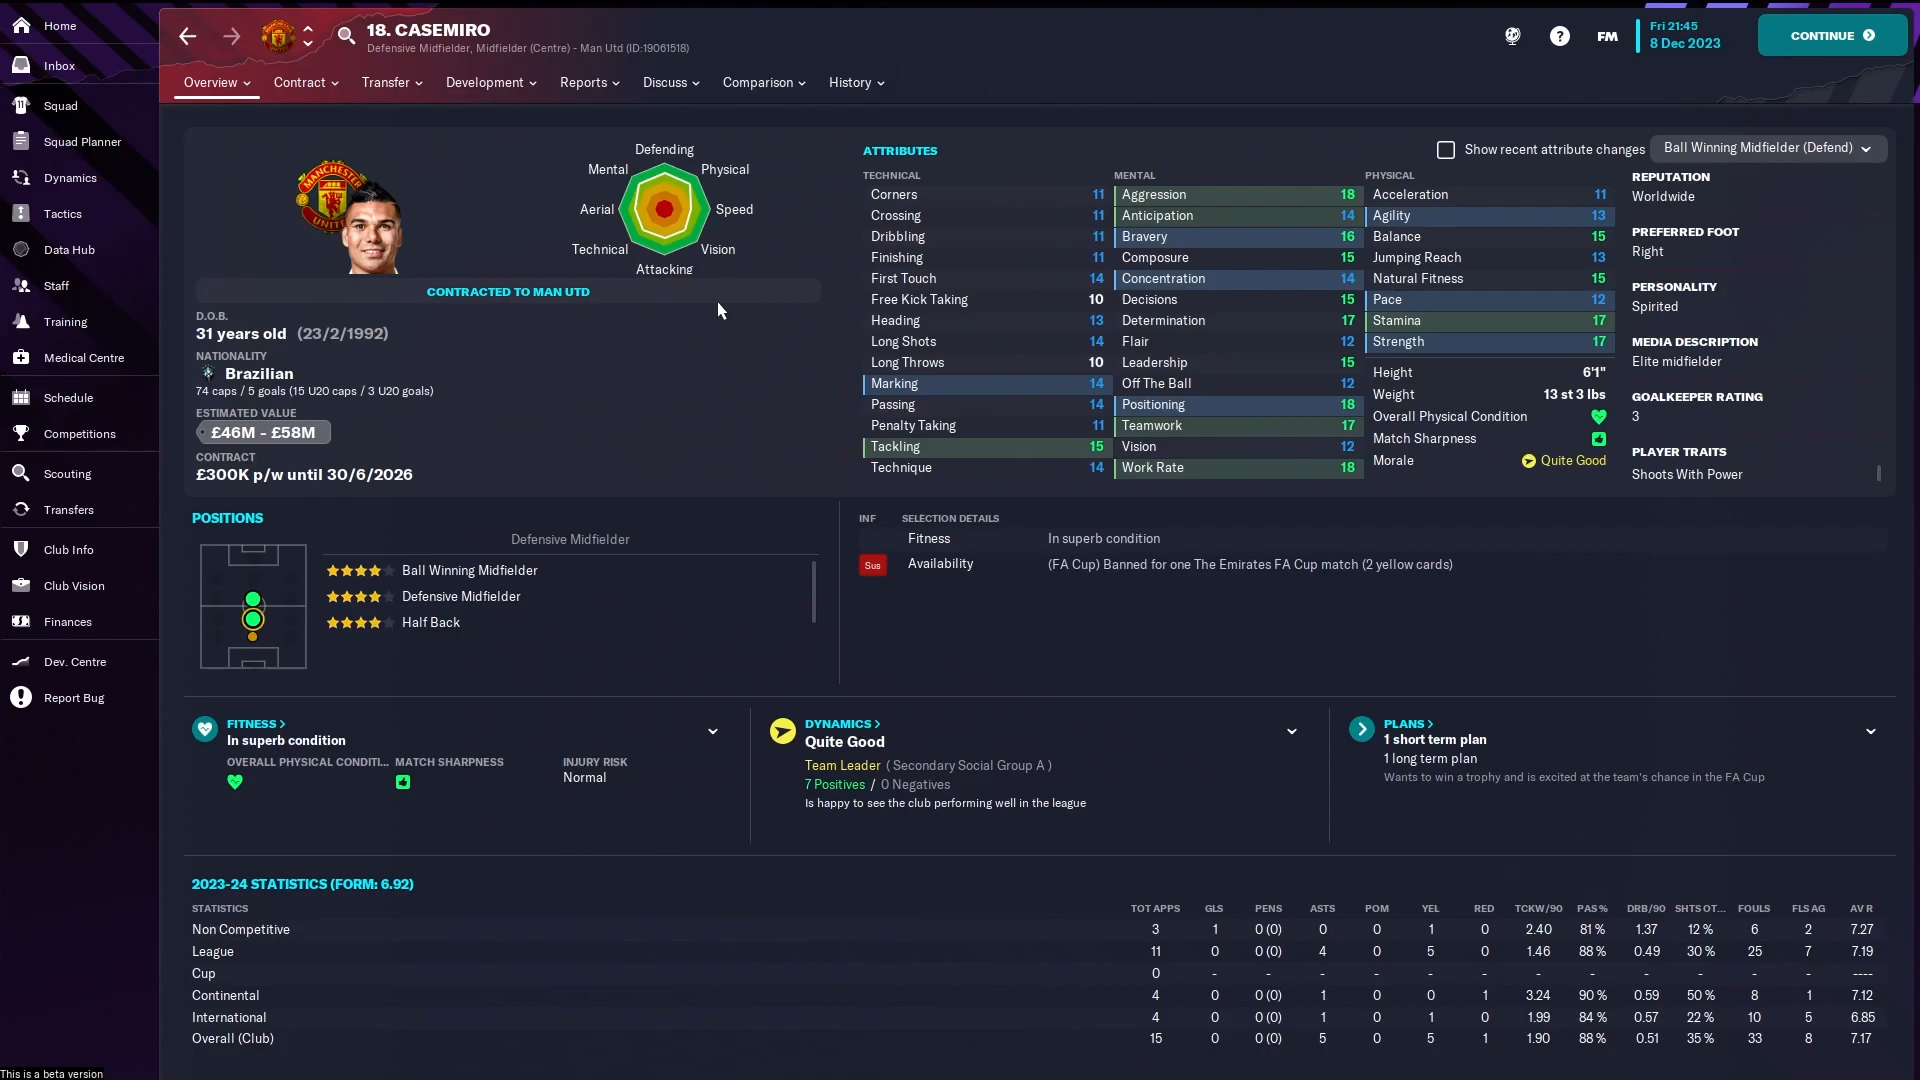 Home
Inbox
Squad
Squad Planner
Dynamics
Tactics
Data Hub
Staff
Training
Medical Centre
Schedule
Competitions
Scouting
Transfers
Club Info
Club Vision
Finances
Dev. Centre
Report Bug
This is a beta version
18. CASEMIRO
Defensive Midfielder, Midfielder (Centre) - Man Utd (ID:19061518)
FM
Fri 21:45
8 Dec 2023
CONTINUE
Overview Contract Transfer Development Reports Discuss Comparison History
MANCHESTER
UNITED
Defending
Mental Physical
Aerial Speed
Technical Vision
Attacking
CONTRACTED TO MAN UTD
D.O.B.
31 years old (23/2/1992)
NATIONALITY
Brazilian
74 caps / 5 goals (15 U20 caps / 3 U20 goals)
ESTIMATED VALUE
£46M - £58M
CONTRACT
£300K p/w until 30/6/2026
ATTRIBUTES
Show recent attribute changes
Ball Winning Midfielder (Defend)
TECHNICAL
Corners 11
Crossing 11
Dribbling 11
Finishing 11
First Touch 14
Free Kick Taking 10
Heading 13
Long Shots 14
Long Throws 10
Marking 14
Passing 14
Penalty Taking 11
Tackling 15
Technique 14
MENTAL
Aggression 18
Anticipation 14
Bravery 16
Composure 15
Concentration 14
Decisions 15
Determination 17
Flair 12
Leadership 15
Off The Ball 12
Positioning 18
Teamwork 17
Vision 12
Work Rate 18
PHYSICAL
Acceleration 11
Agility 13
Balance 15
Jumping Reach 13
Natural Fitness 15
Pace 12
Stamina 17
Strength 17
Height 6'1"
Weight 13 st 3 lbs
Overall Physical Condition
Match Sharpness
Morale Quite Good
REPUTATION
Worldwide
PREFERRED FOOT
Right
PERSONALITY
Spirited
MEDIA DESCRIPTION
Elite midfielder
GOALKEEPER RATING
3
PLAYER TRAITS
Shoots With Power
POSITIONS
Defensive Midfielder
Ball Winning Midfielder
Defensive Midfielder
Half Back
INF SELECTION DETAILS
Fitness In superb condition
Sus Availability (FA Cup) Banned for one The Emirates FA Cup match (2 yellow cards)
FITNESS
In superb condition
OVERALL PHYSICAL CONDITI... MATCH SHARPNESS INJURY RISK
Normal
DYNAMICS
Quite Good
Team Leader ( Secondary Social Group A )
7 Positives / 0 Negatives
Is happy to see the club performing well in the league
PLANS
1 short term plan
1 long term plan
Wants to win a trophy and is excited at the team's chance in the FA Cup
2023-24 STATISTICS (FORM: 6.92)
STATISTICS TOT APPS GLS PENS ASTS POM YEL RED TCKW/90 PAS % DRB/90 SHTS OT... FOULS FLS AG AV R
Non Competitive 3 1 0 (0) 0 0 1 0 2.40 81 % 1.37 12 % 6 2 7.27
League 11 0 0 (0) 4 0 5 0 1.46 88 % 0.49 30 % 25 7 7.19
Cup 0 - - - - - - - - - - - - ----
Continental 4 0 0 (0) 1 0 0 1 3.24 90 % 0.59 50 % 8 1 7.12
International 4 0 0 (0) 1 0 1 0 1.99 84 % 0.57 22 % 10 5 6.85
Overall (Club) 15 0 0 (0) 5 0 5 1 1.90 88 % 0.51 35 % 33 8 7.17